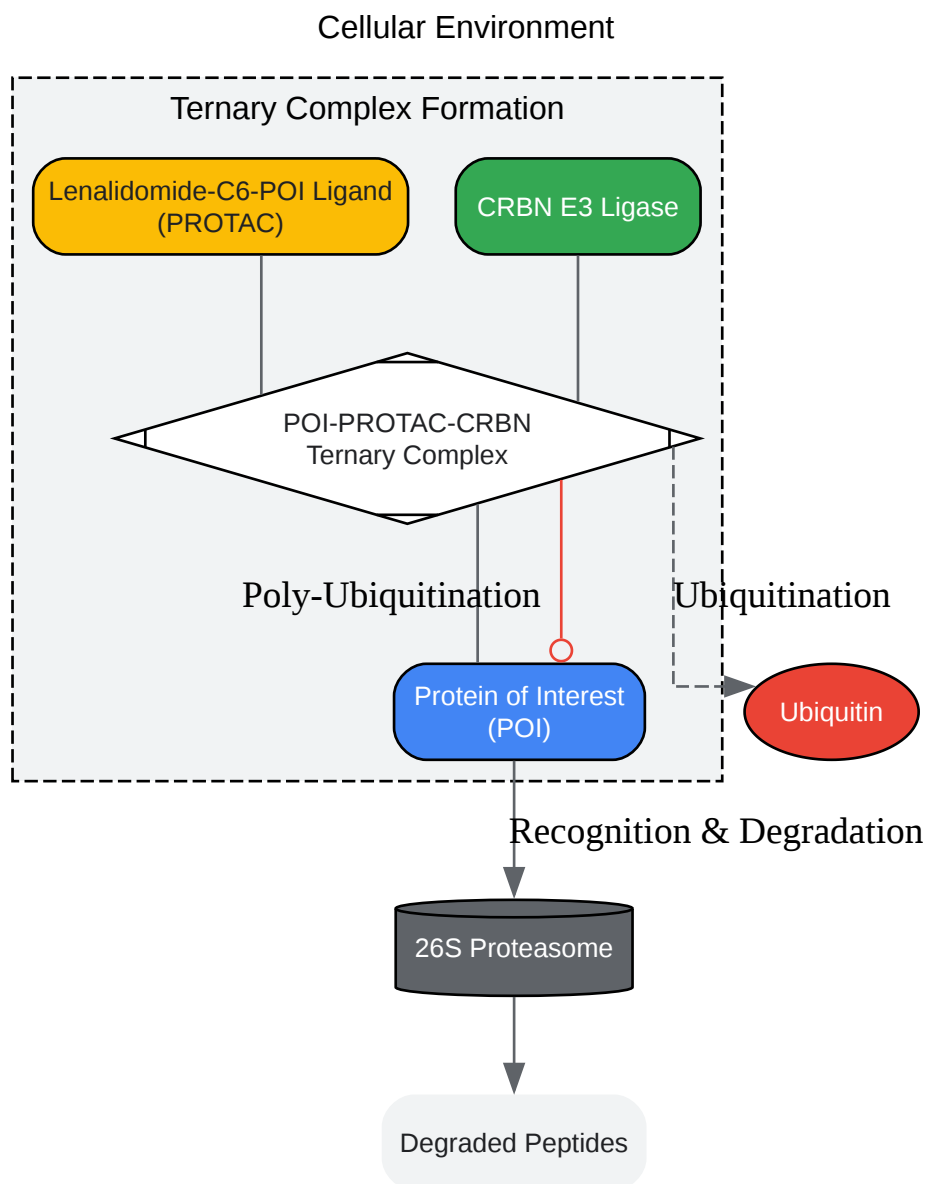 Cellular Environment
Ternary Complex Formation
Lenalidomide-C6-POI Ligand
(PROTAC)
CRBN E3 Ligase
POI-PROTAC-CRBN
Ternary Complex
Poly-Ubiquitination
Ubiquitination
Protein of Interest
(POI)
Ubiquitin
Recognition & Degradation
26S Proteasome
Degraded Peptides